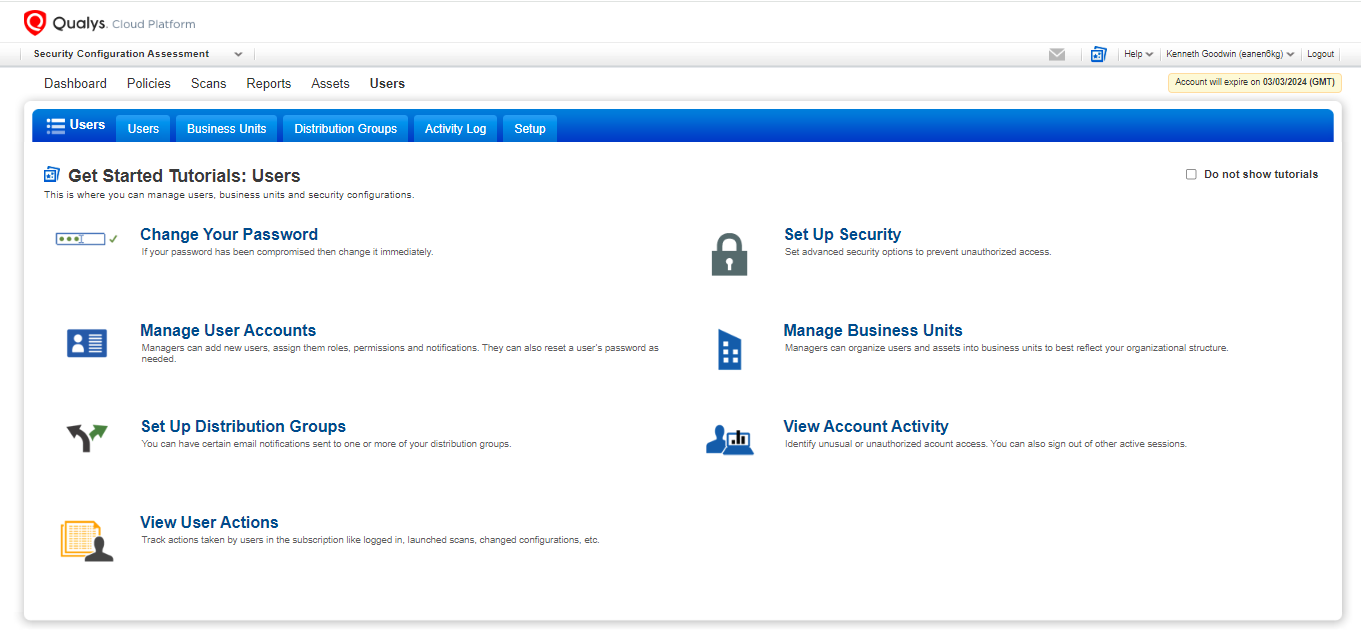 Qualys. Cloud Platform
Security Configuration Assessment
Help
Kenneth Goodwin (eanen6kg)
Logout
Dashboard Policies Scans Reports Assets Users
Account will expire on 03/03/2024 (GMT)
Users Users Business Units Distribution Groups Activity Log Setup
Get Started Tutorials: Users
Do not show tutorials
This is where you can manage users, business units and security configurations.
Change Your Password
If your password has been compromised then change it immediately.
Set Up Security
Set advanced security options to prevent unauthorized access.
Manage User Accounts
Managers can add new users, assign them roles, permissions and notifications. They can also reset a user's password as
needed.
Manage Business Units
Managers can organize users and assets into business units to best reflect your organizational structure.
Set Up Distribution Groups
You can have certain email notifications sent to one or more of your distribution groups.
View Account Activity
Identify unusual or unauthorized acount access. You can also sign out of other active sessions.
View User Actions
Track actions taken by users in the subscription like logged in, launched scans, changed configurations, etc.